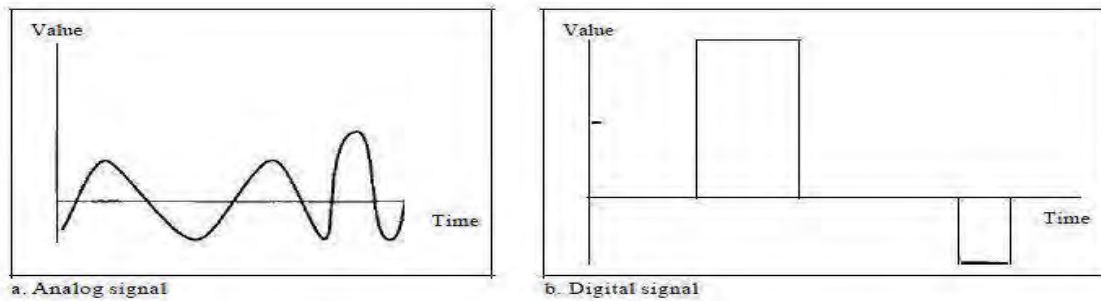 Value
Time
a. Analog signal
Value
Time
b. Digital signal